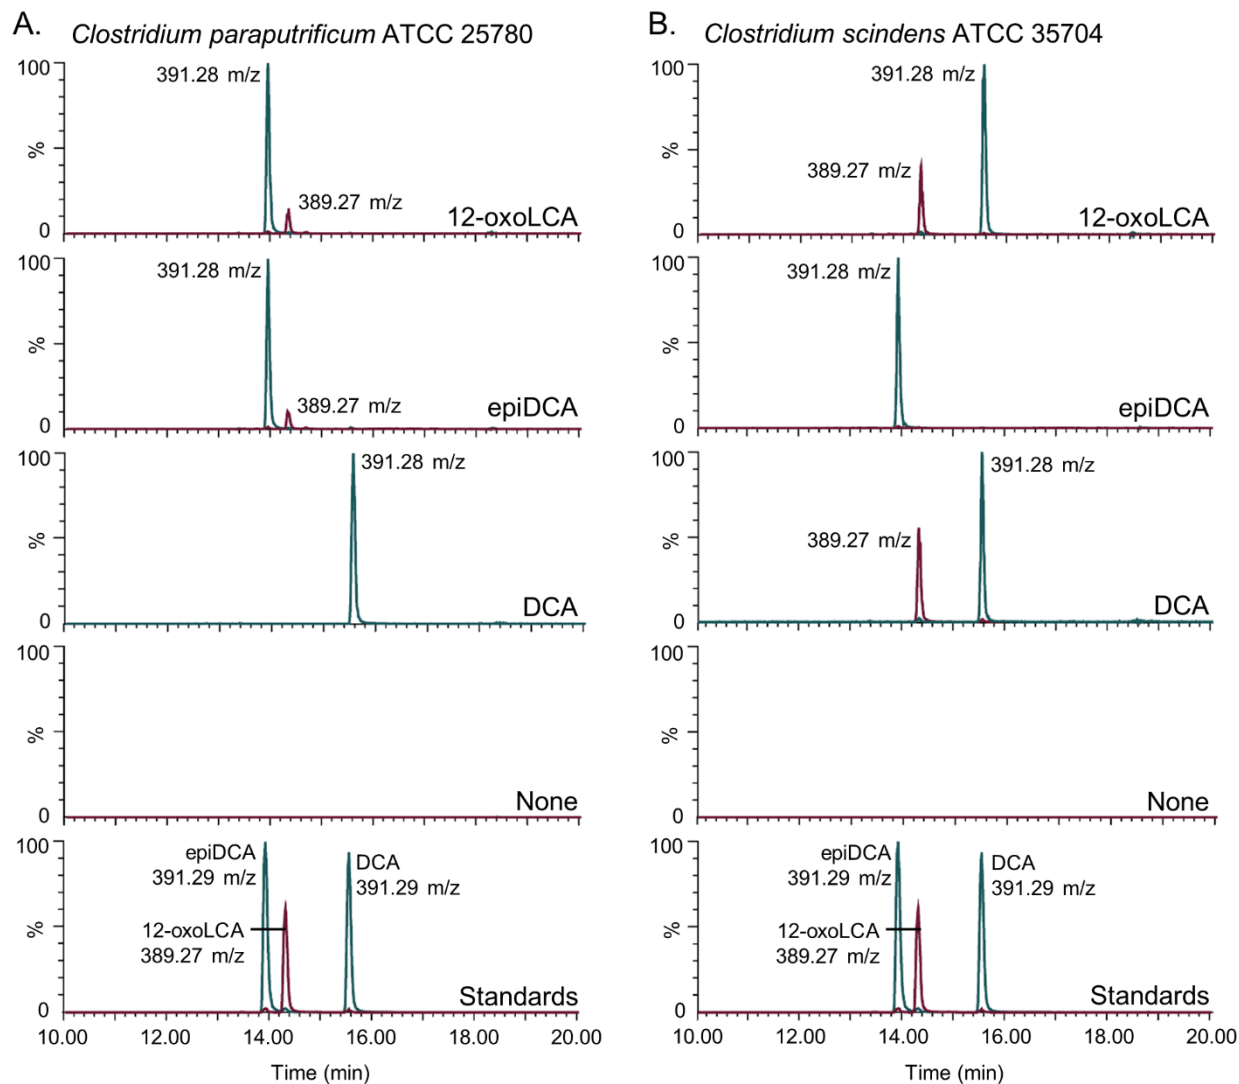 A. Clostridium paraputrificum ATCC 25780
100
391.28 m/z
%
389.27 m/z
0
12-oxoLCA
100
391.28 m/z
%
389.27 m/z
0
epiDCA
100
391.28 m/z
%
0
DCA
100
%
0
None
100
epiDCA
391.29 m/z
DCA
391.29 m/z
%
12-oxoLCA
389.27 m/z
0
Standards
10.00 12.00 14.00 16.00 18.00 20.00
Time (min)
B. Clostridium scindens ATCC 35704
100
391.28 m/z
%
389.27 m/z
0
12-oxoLCA
100
391.28 m/z
%
0
epiDCA
100
391.28 m/z
%
389.27 m/z
0
DCA
100
%
0
None
100
epiDCA
391.29 m/z
DCA
391.29 m/z
%
12-oxoLCA
389.27 m/z
0
Standards
10.00 12.00 14.00 16.00 18.00 20.00
Time (min)